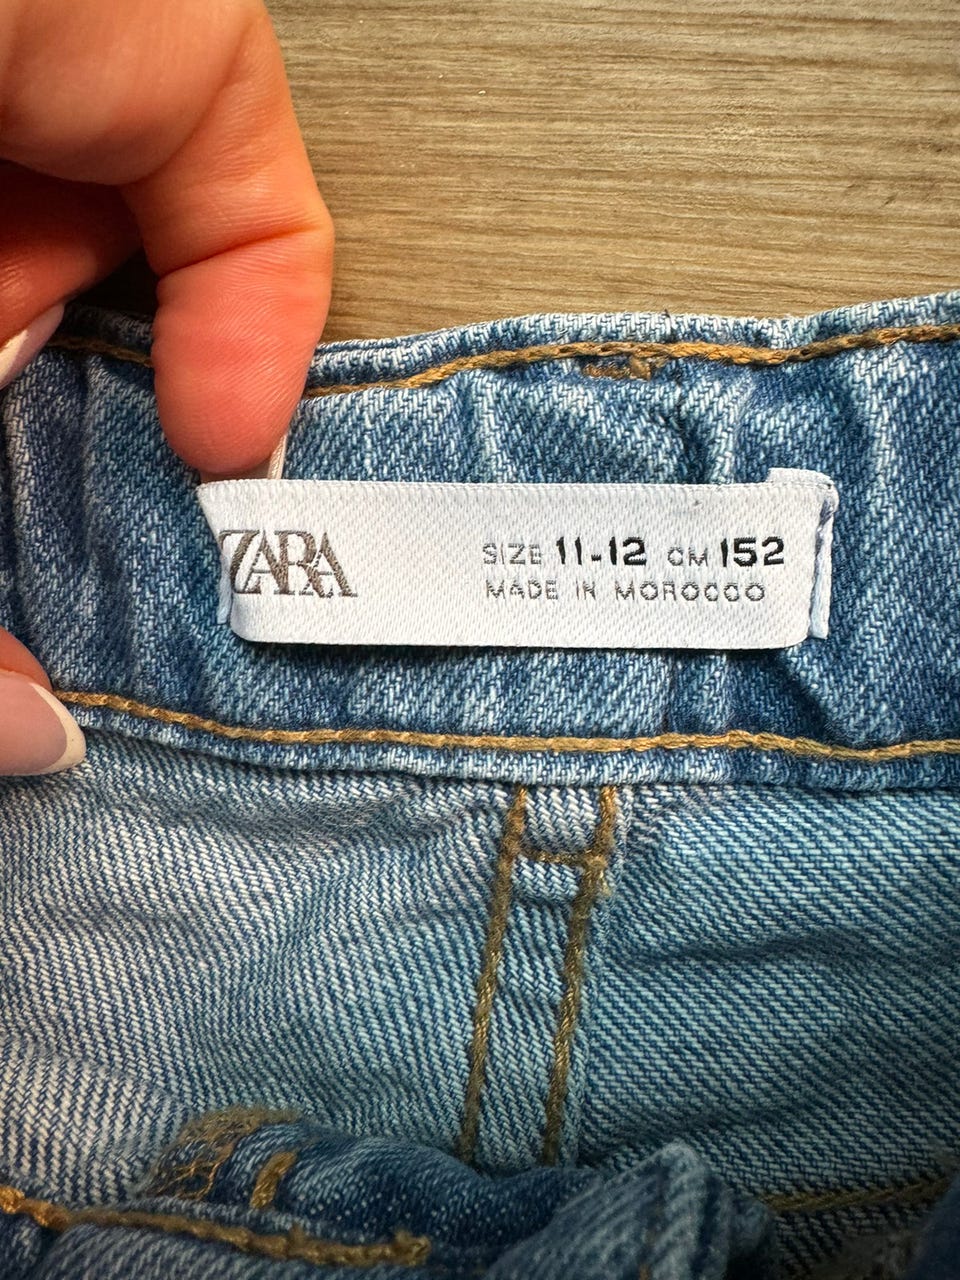 ZARA
SIZE 11-12 CM 152
MADE IN MOROCCO